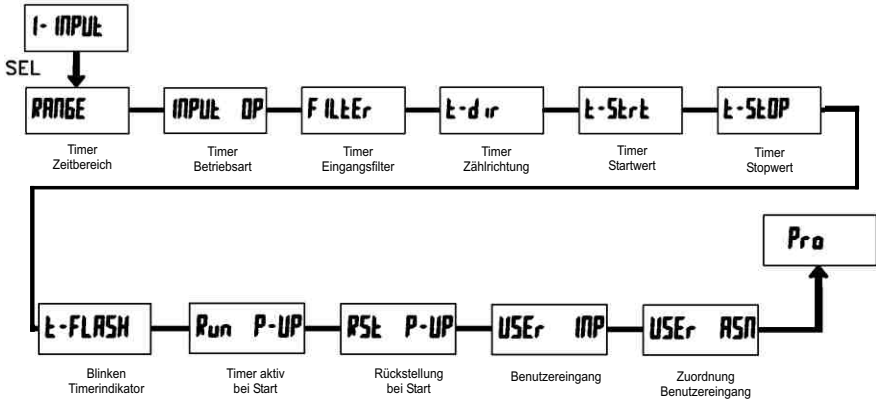 1- INPUt
SEL
RANGE
INPUt OP
FILtEr
t-dir
t-Strt
t-StOP
Timer
Zeitbereich
Timer
Betriebsart
Timer
Eingangsfilter
Timer
Zählrichtung
Timer
Startwert
Timer
Stopwert
Pro
t-FLASH
Run P-UP
RSt P-UP
USEr INP
USEr ASN
Blinken
Timerindikator
Timer aktiv
bei Start
Rückstellung
bei Start
Benutzereingang
Zuordnung
Benutzereingang